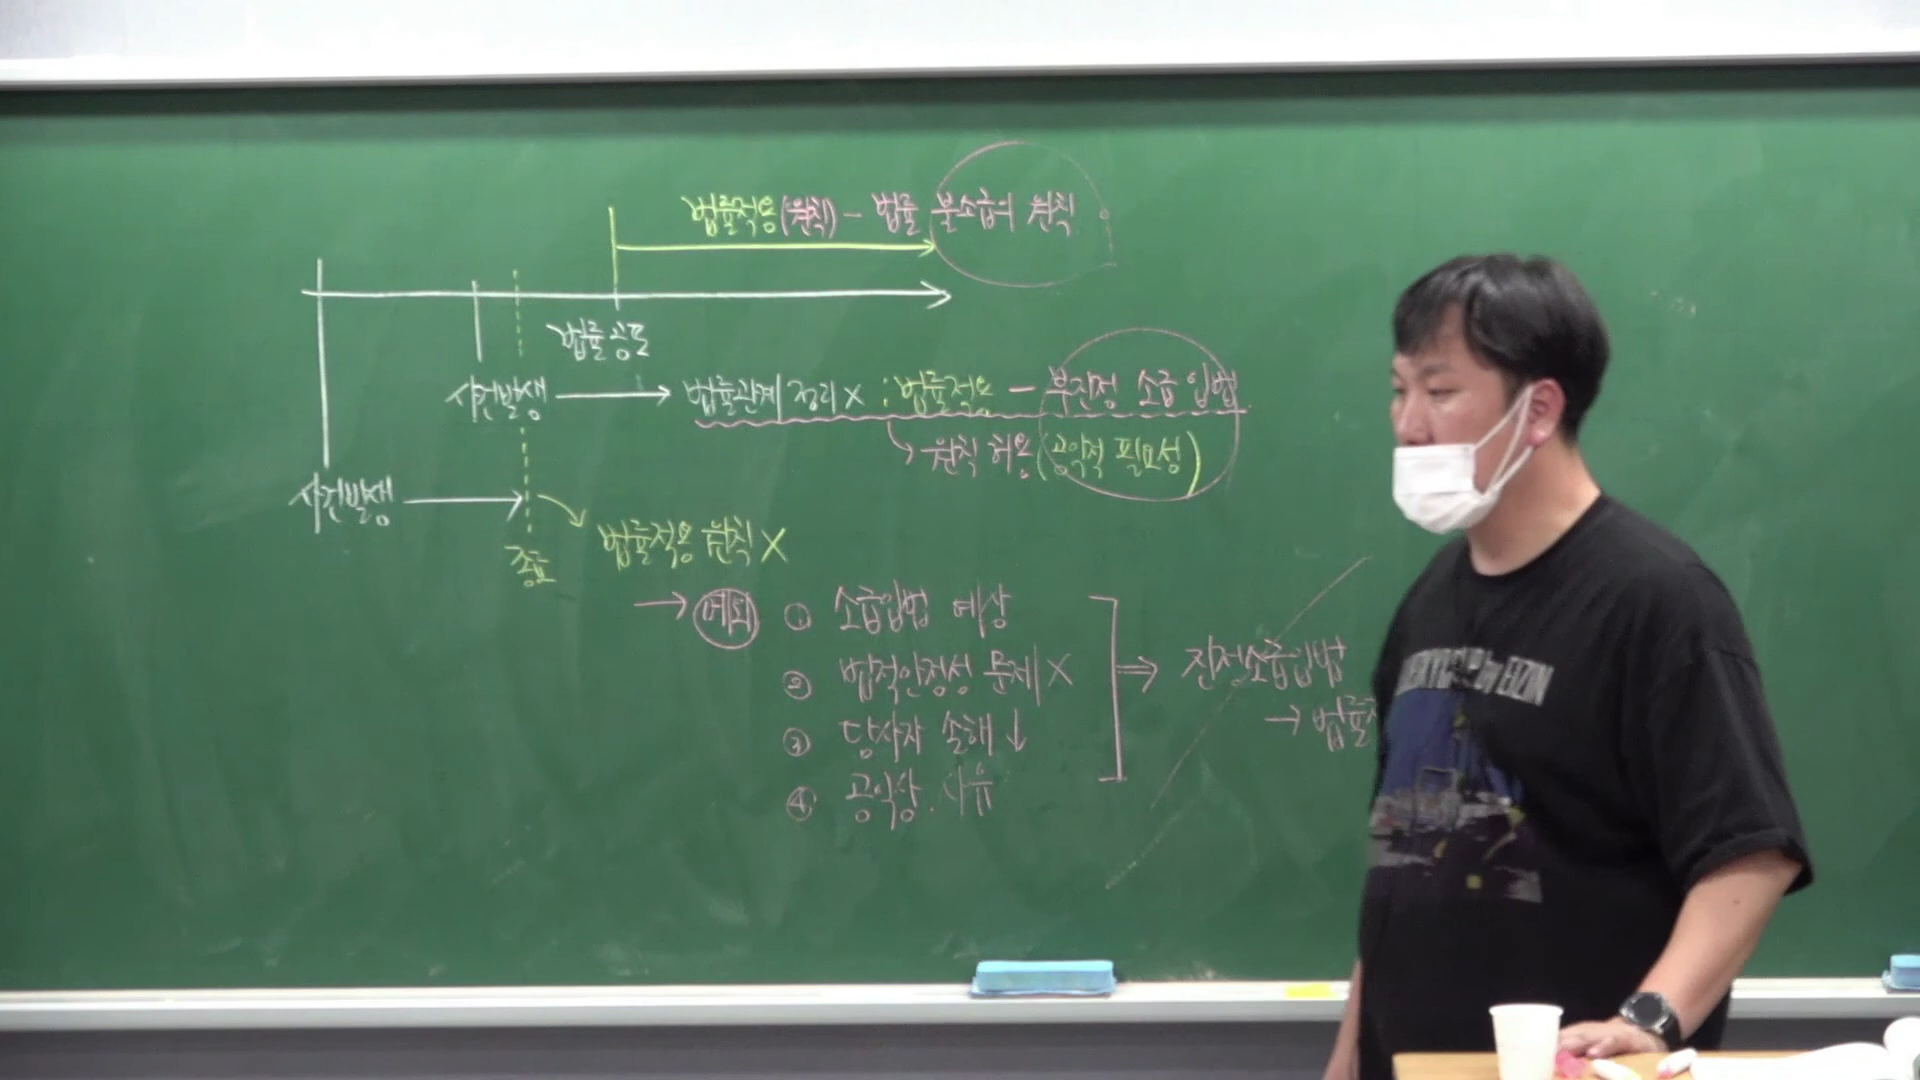 법률적용(원칙) - 법률 불소급의 원칙
법률공포
사건발생 → 법률관계 정리 X : 법률적용 - 부진정 소급입법
원칙 허용 (공익적 필요성)
사건발생 →
종료
법률적용 원칙 X
→ 예외 ① 소급입법 예상
② 법적안정성 문제 X
③ 당사자 손해 ↓
④ 공익상 사유
⇒ 진정소급입법
→ 법률
by EIZIN